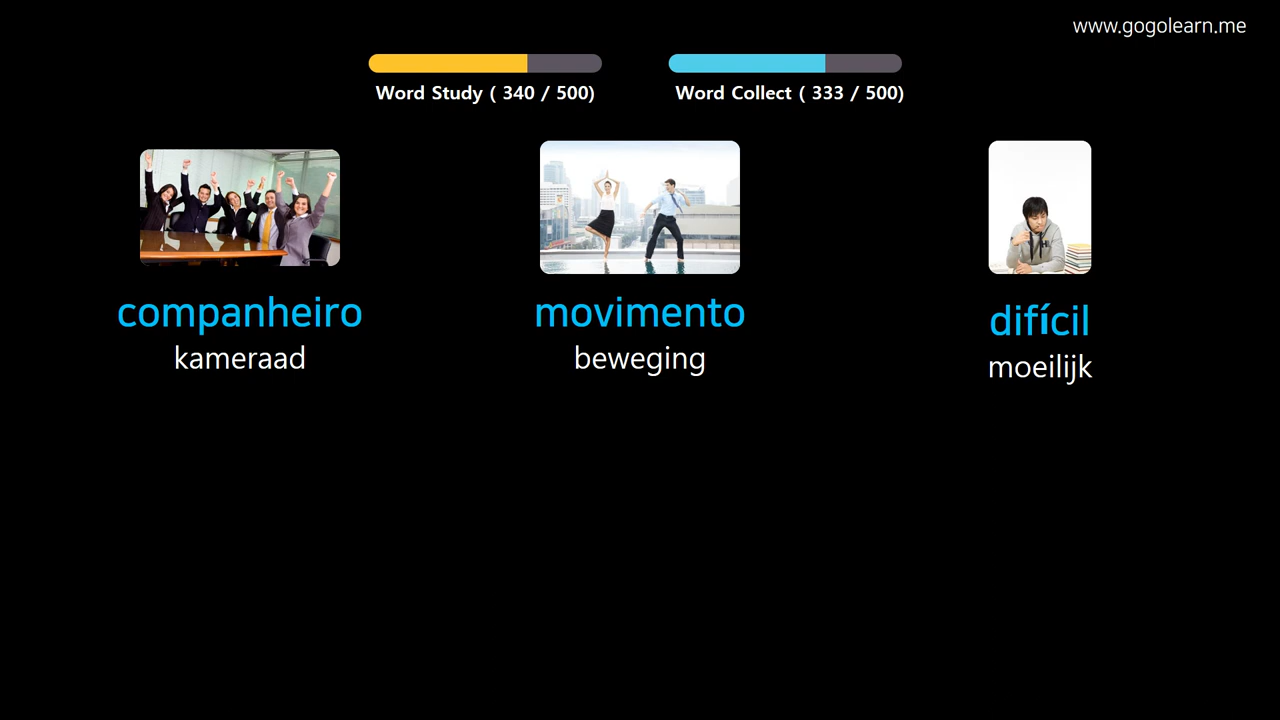 www.gogolearn.me
Word Study ( 340 / 500)
Word Collect ( 333 / 500)
companheiro
kameraad
movimento
beweging
difícil
moeilijk